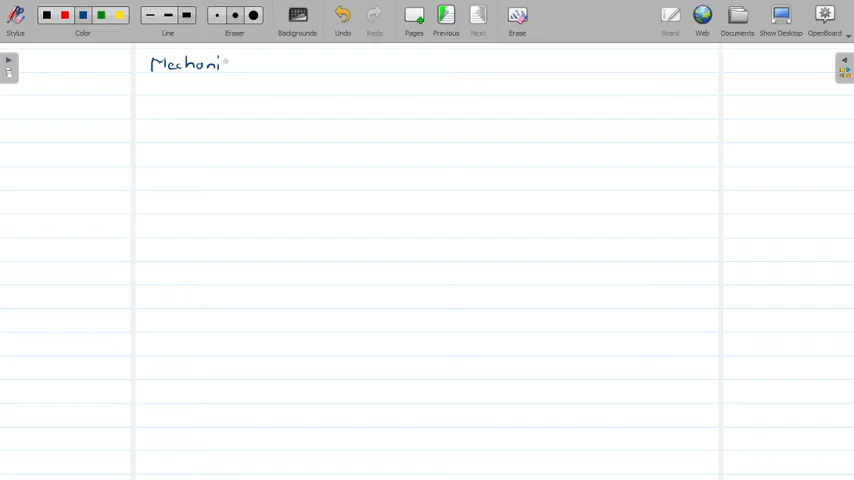 Stylus Color Line Eraser Backgrounds Undo Redo Pages Previous Next Erase Board Web Documents Show Desktop OpenBoard
Mechani